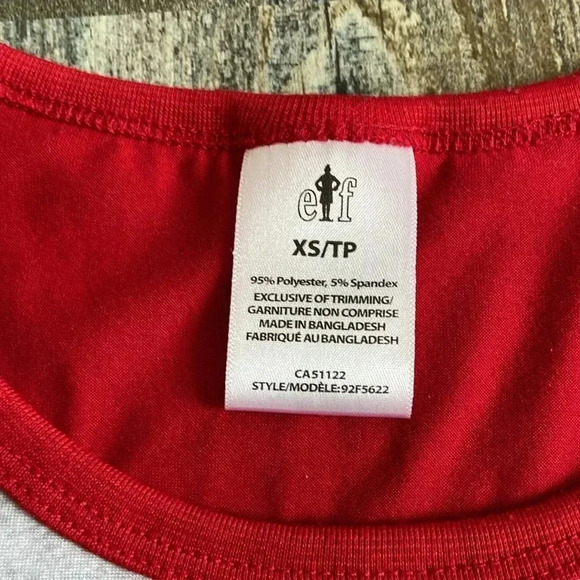 elf
XS/TP
95% Polyester, 5% Spandex
EXCLUSIVE OF TRIMMING/
GARNITURE NON COMPRISE
MADE IN BANGLADESH
FABRIQUÉ AU BANGLADESH
CA51122
STYLE/MODÈLE:92F5622